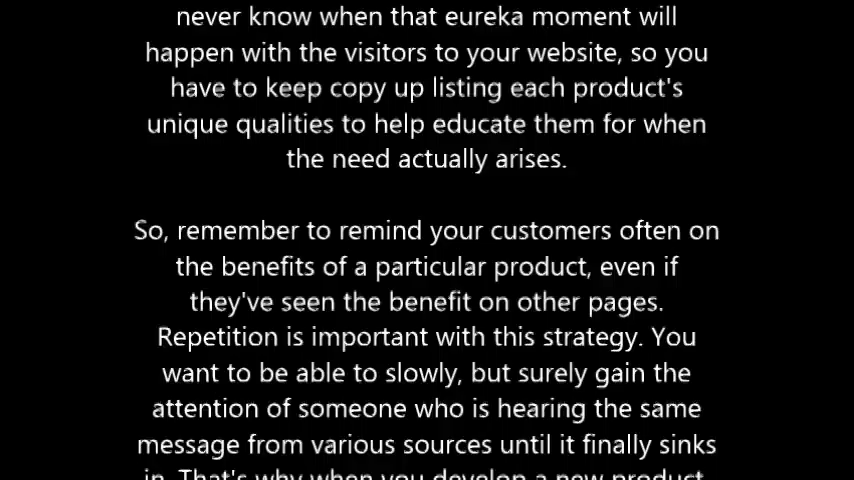 never know when that eureka moment will
happen with the visitors to your website, so you
have to keep copy up listing each product's
unique qualities to help educate them for when
the need actually arises.
So, remember to remind your customers often on
the benefits of a particular product, even if
they've seen the benefit on other pages.
Repetition is important with this strategy. You
want to be able to slowly, but surely gain the
attention of someone who is hearing the same
message from various sources until it finally sinks
in. That's why when you develop a new product,